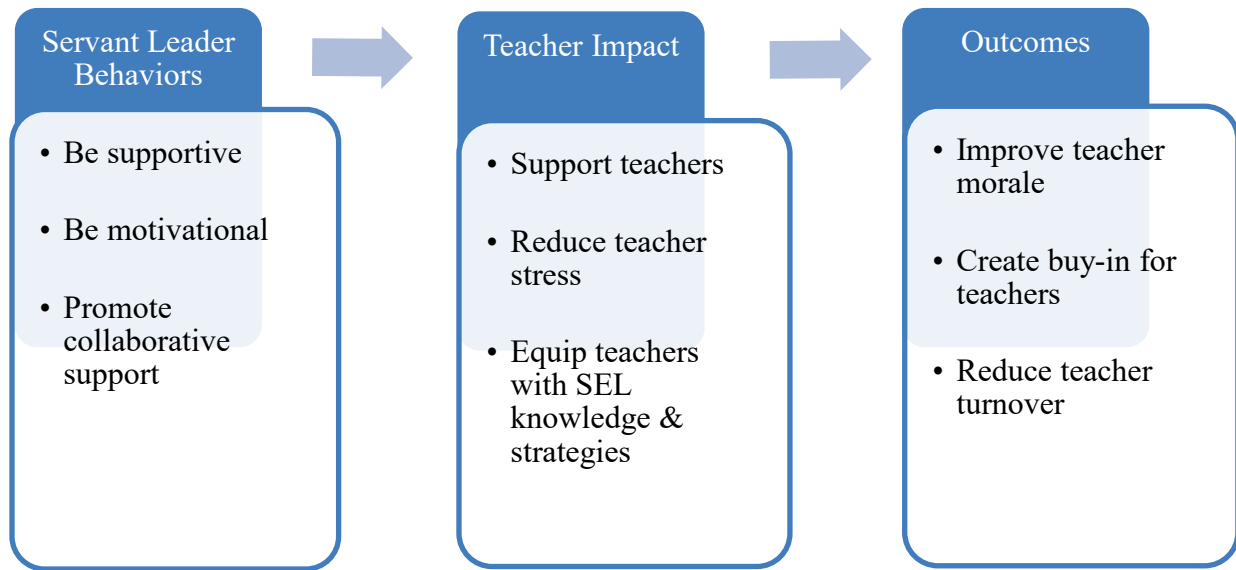 Servant Leader
Behaviors
• Be supportive
• Be motivational
• Promote
collaborative
support
Teacher Impact
• Support teachers
• Reduce teacher
stress
• Equip teachers
with SEL
knowledge &
strategies
Outcomes
• Improve teacher
morale
• Create buy-in for
teachers
• Reduce teacher
turnover